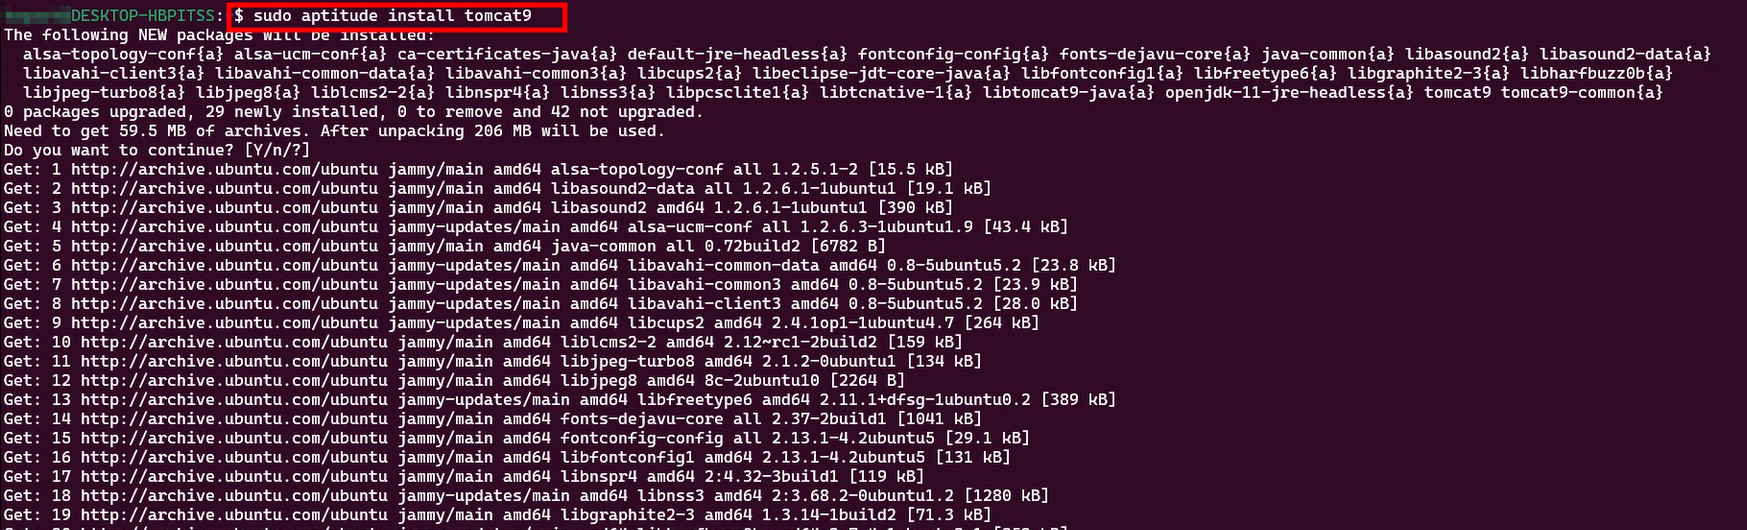 DESKTOP-HBPITSS: $ sudo aptitude install tomcat9
The following NEW packages will be installed:
alsa-topology-conf{a} alsa-ucm-conf{a} ca-certificates-java{a} default-jre-headless{a} fontconfig-config{a} fonts-dejavu-core{a} java-common{a} libasound2{a} libasound2-data{a}
libavahi-client3{a} libavahi-common-data{a} libavahi-common3{a} libcups2{a} libeclipse-jdt-core-java{a} libfontconfig1{a} libfreetype6{a} libgraphite2-3{a} libharfbuzz0b{a}
libjpeg-turbo8{a} libjpeg8{a} liblcms2-2{a} libnspr4{a} libnss3{a} libpcsclite1{a} libtcnative-1{a} libtomcat9-java{a} openjdk-11-jre-headless{a} tomcat9 tomcat9-common{a}
0 packages upgraded, 29 newly installed, 0 to remove and 42 not upgraded.
Need to get 59.5 MB of archives. After unpacking 206 MB will be used.
Do you want to continue? [Y/n/?]
Get: 1 http://archive.ubuntu.com/ubuntu jammy/main amd64 alsa-topology-conf all 1.2.5.1-2 [15.5 kB]
Get: 2 http://archive.ubuntu.com/ubuntu jammy/main amd64 libasound2-data all 1.2.6.1-1ubuntu1 [19.1 kB]
Get: 3 http://archive.ubuntu.com/ubuntu jammy/main amd64 libasound2 amd64 1.2.6.1-1ubuntu1 [390 kB]
Get: 4 http://archive.ubuntu.com/ubuntu jammy-updates/main amd64 alsa-ucm-conf all 1.2.6.3-1ubuntu1.9 [43.4 kB]
Get: 5 http://archive.ubuntu.com/ubuntu jammy/main amd64 java-common all 0.72build2 [6782 B]
Get: 6 http://archive.ubuntu.com/ubuntu jammy-updates/main amd64 libavahi-common-data amd64 0.8-5ubuntu5.2 [23.8 kB]
Get: 7 http://archive.ubuntu.com/ubuntu jammy-updates/main amd64 libavahi-common3 amd64 0.8-5ubuntu5.2 [23.9 kB]
Get: 8 http://archive.ubuntu.com/ubuntu jammy-updates/main amd64 libavahi-client3 amd64 0.8-5ubuntu5.2 [28.0 kB]
Get: 9 http://archive.ubuntu.com/ubuntu jammy-updates/main amd64 libcups2 amd64 2.4.1op1-1ubuntu4.7 [264 kB]
Get: 10 http://archive.ubuntu.com/ubuntu jammy/main amd64 liblcms2-2 amd64 2.12~rc1-2build2 [159 kB]
Get: 11 http://archive.ubuntu.com/ubuntu jammy/main amd64 libjpeg-turbo8 amd64 2.1.2-0ubuntu1 [134 kB]
Get: 12 http://archive.ubuntu.com/ubuntu jammy/main amd64 libjpeg8 amd64 8c-2ubuntu10 [2264 B]
Get: 13 http://archive.ubuntu.com/ubuntu jammy-updates/main amd64 libfreetype6 amd64 2.11.1+dfsg-1ubuntu0.2 [389 kB]
Get: 14 http://archive.ubuntu.com/ubuntu jammy/main amd64 fonts-dejavu-core all 2.37-2build1 [1041 kB]
Get: 15 http://archive.ubuntu.com/ubuntu jammy/main amd64 fontconfig-config all 2.13.1-4.2ubuntu5 [29.1 kB]
Get: 16 http://archive.ubuntu.com/ubuntu jammy/main amd64 libfontconfig1 amd64 2.13.1-4.2ubuntu5 [131 kB]
Get: 17 http://archive.ubuntu.com/ubuntu jammy/main amd64 libnspr4 amd64 2:4.32-3build1 [119 kB]
Get: 18 http://archive.ubuntu.com/ubuntu jammy-updates/main amd64 libnss3 amd64 2:3.68.2-0ubuntu1.2 [1280 kB]
Get: 19 http://archive.ubuntu.com/ubuntu jammy/main amd64 libgraphite2-3 amd64 1.3.14-1build2 [71.3 kB]